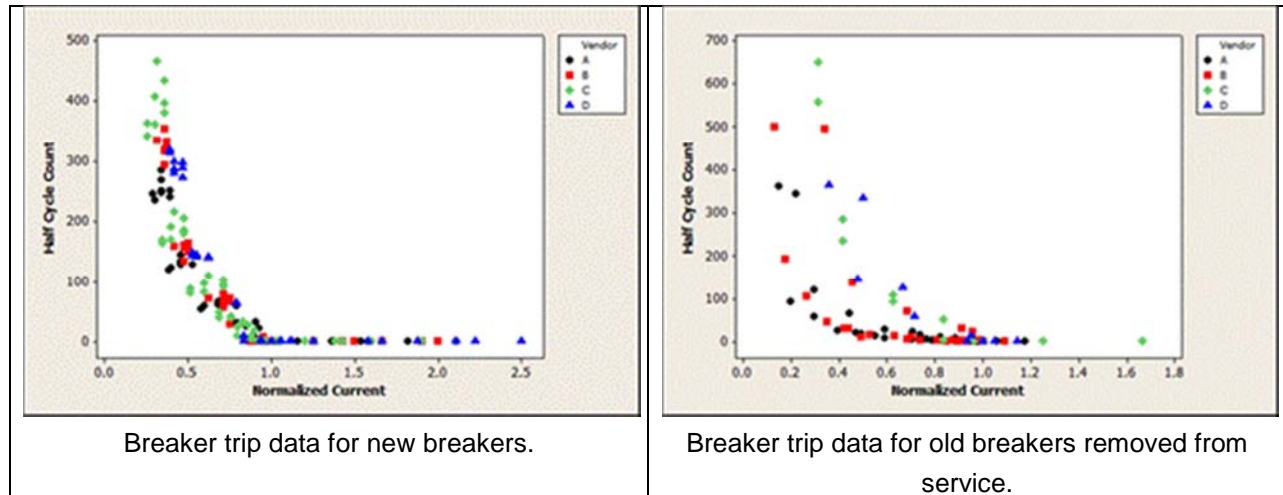 500
400
300
200
100
0
Half Cycle Count
0.0 0.5 1.0 1.5 2.0 2.5
Normalized Current
Vendor
A
B
C
D
Breaker trip data for new breakers.
700
600
500
400
300
200
100
0
Half Cycle Count
0.0 0.2 0.4 0.6 0.8 1.0 1.2 1.4 1.6 1.8
Normalized Current
Vendor
A
B
C
D
Breaker trip data for old breakers removed from
service.